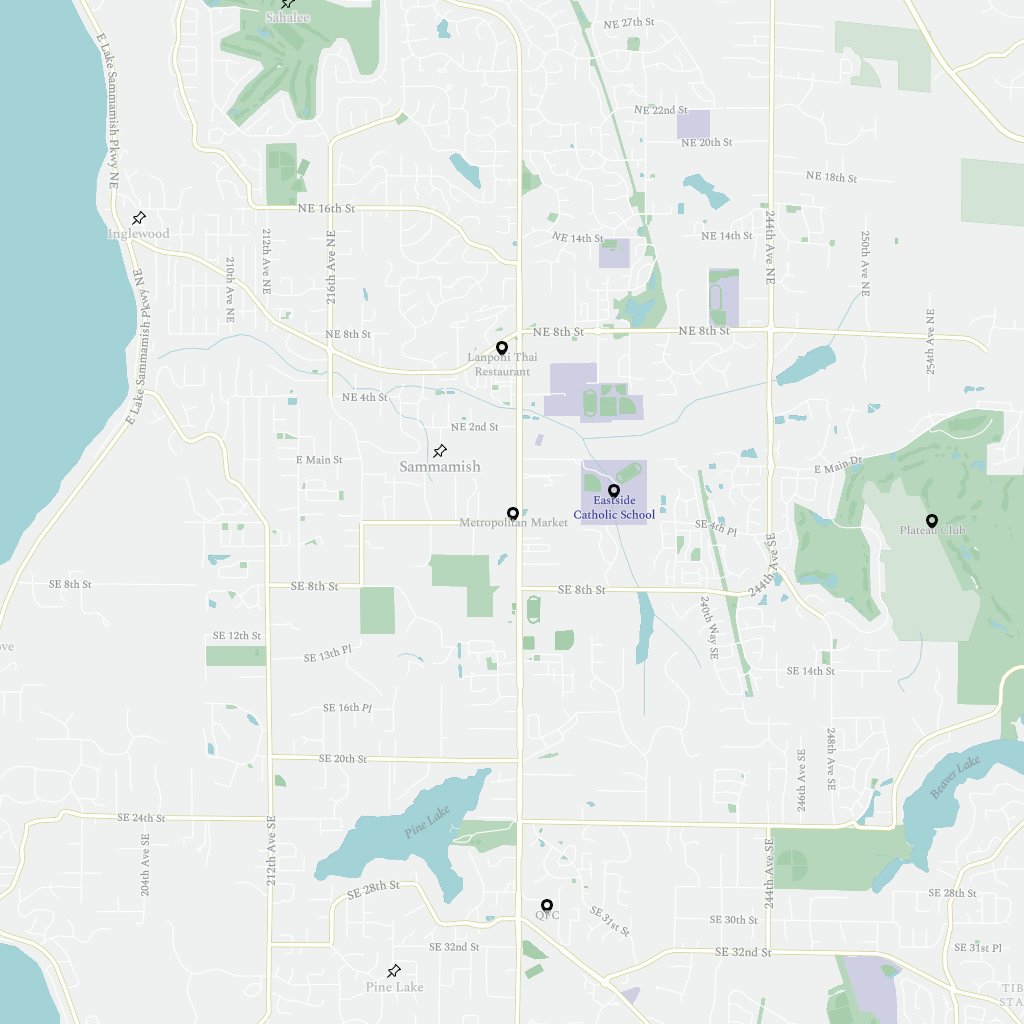 Sahalee
NE 27th St
E Lake Sammamish Pkwy NE
NE 22nd St
NE 20th St
NE 18th St
NE 16th St
Inglewood
212th Ave NE
210th Ave NE
216th Ave NE
NE 14th St
NE 14th St
244th Ave NE
250th Ave NE
E Lake Sammamish Pkwy NE
NE 8th St
NE 8th St
NE 8th St
254th Ave NE
Lanponi Thai
Restaurant
NE 4th St
NE 2nd St
E Main St
Sammamish
E Main Dr
Eastside
Catholic School
Metropolitan Market
SE 4th Pl
Plateau Club
244th Ave SE
SE 8th St
SE 8th St
SE 8th St
240th Way SE
SE 12th St
ove
SE 13th Pl
SE 14th St
SE 16th Pl
SE 20th St
246th Ave SE
248th Ave SE
Beaver Lake
Pine Lake
SE 24th St
204th Ave SE
212th Ave SE
244th Ave SE
SE 28th St
SE 28th St
QFC
SE 31st St
SE 30th St
SE 32nd St
SE 32nd St
SE 31st Pl
Pine Lake
TIB
STA